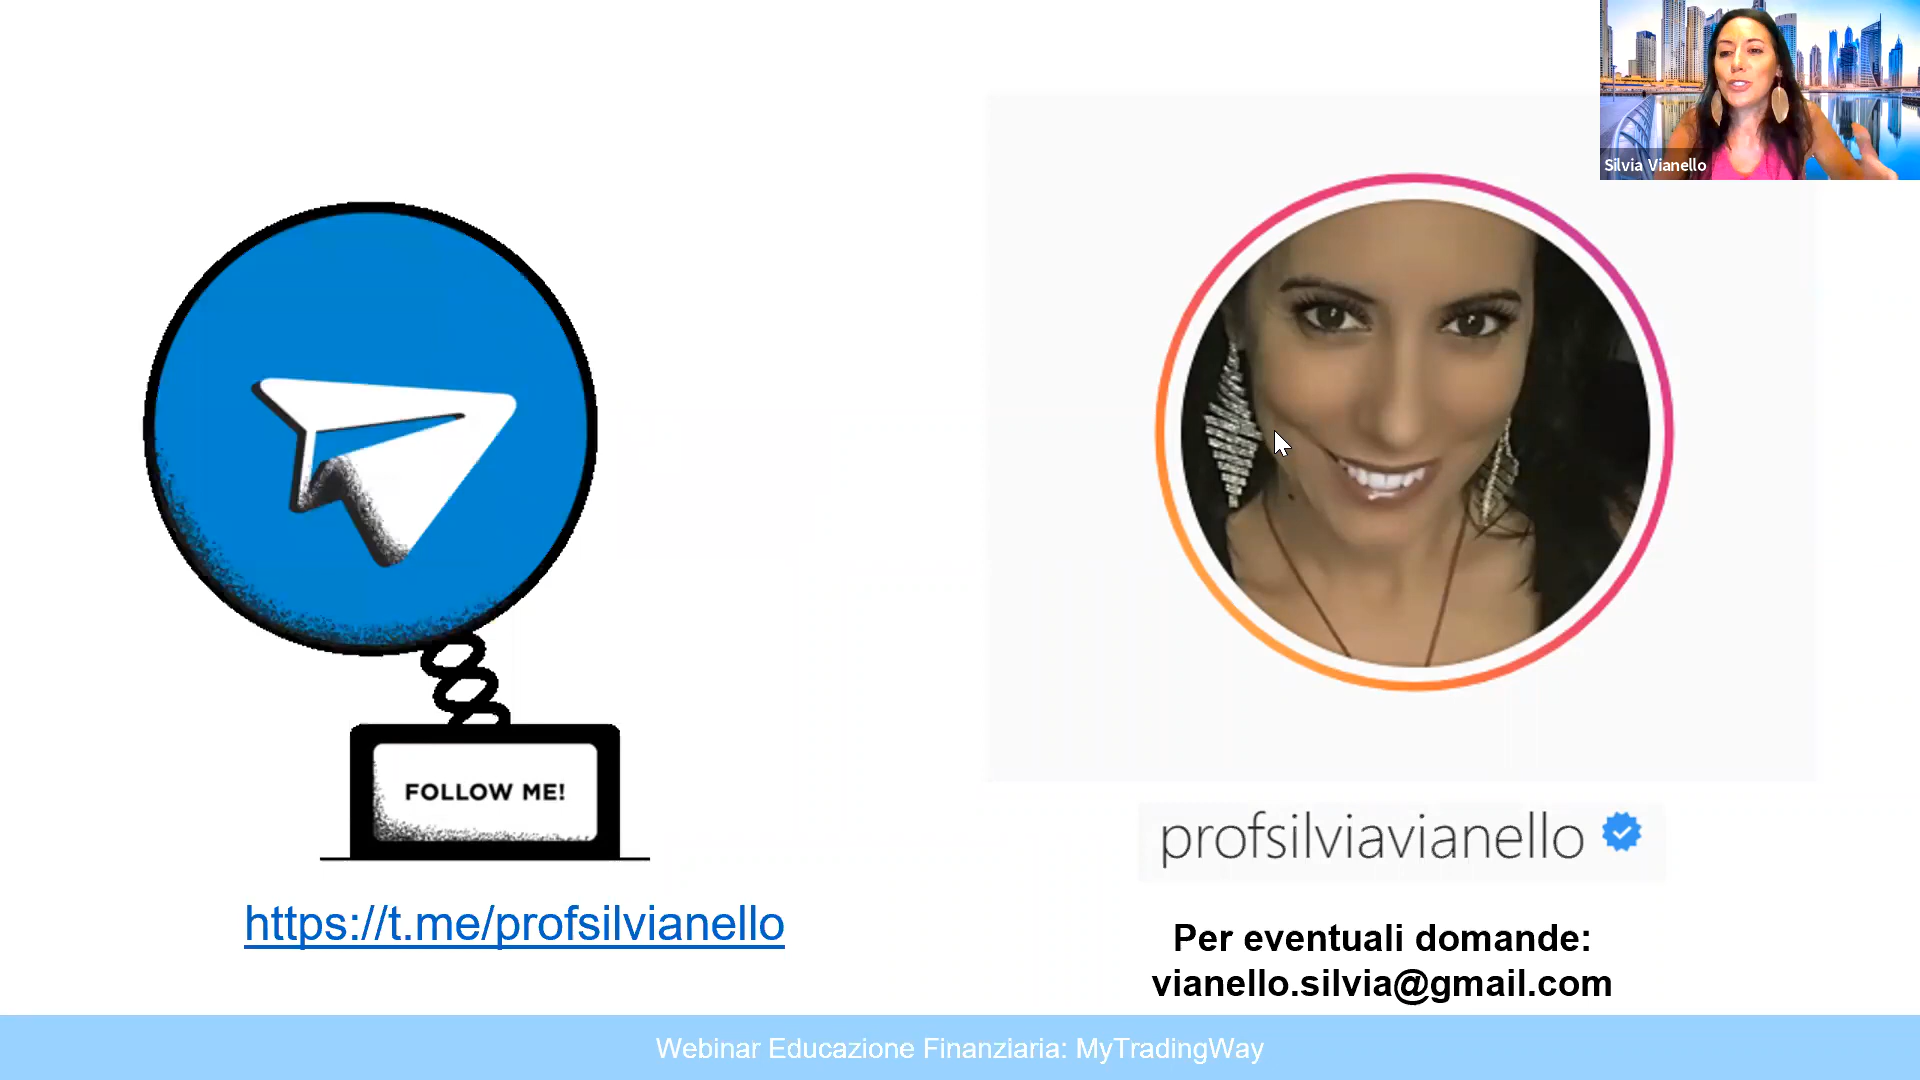 Silvia Vianello
FOLLOW ME!
https://t.me/profsilvianello
profsilviavianello
Per eventuali domande:
vianello.silvia@gmail.com
Webinar Educazione Finanziaria: MyTradingWay